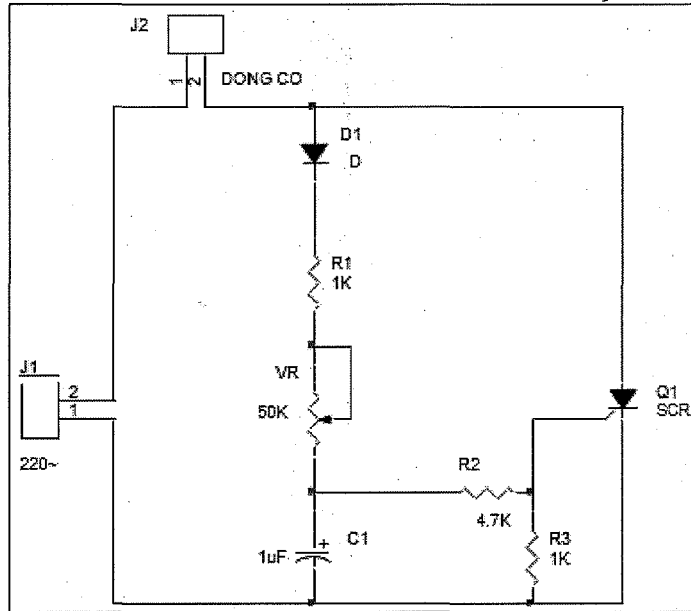 J2
1
2
DONG CO
D1
D
R1
1K
VR
50K
J1
2
1
220~
Q1
SCR
R2
4.7K
1uF
+
C1
R3
1K